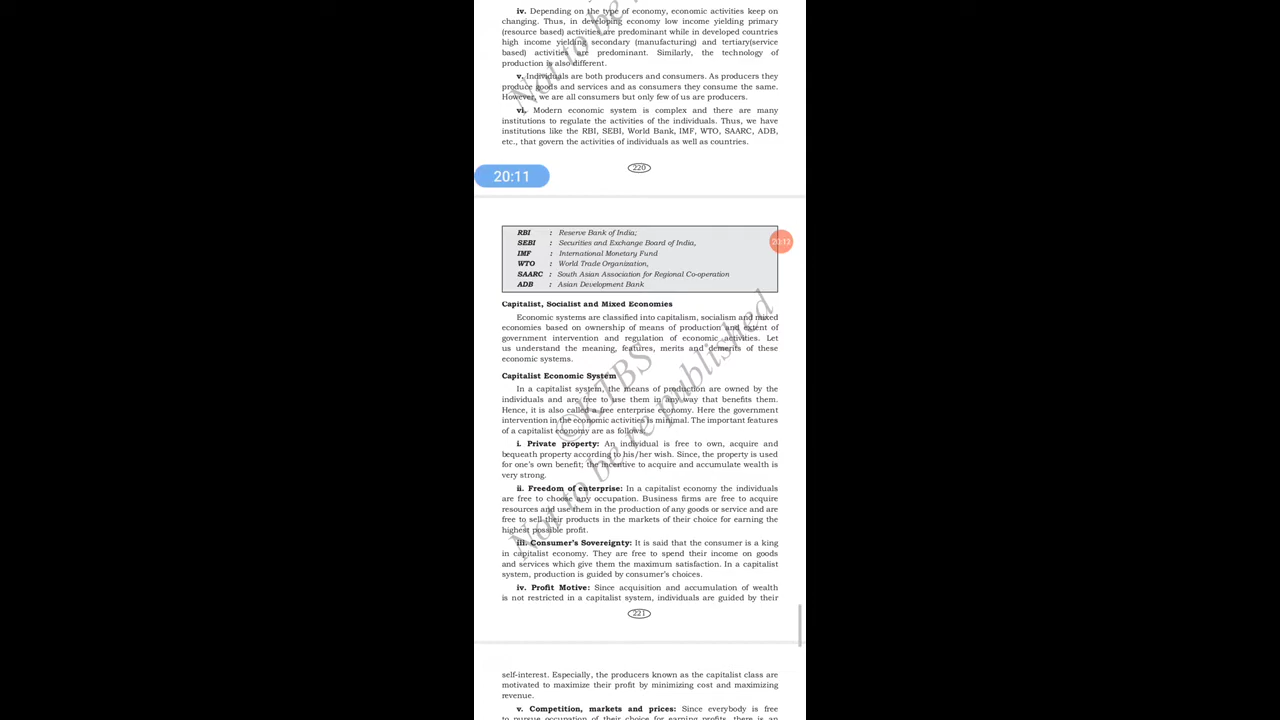 iv. Depending on the type of economy, economic activities keep on
changing. Thus, in developing economy low income yielding primary
(resource based) activities are predominant while in developed countries
high income yielding secondary (manufacturing) and tertiary(service
based) activities are predominant. Similarly, the technology of
production is also different.
v. Individuals are both producers and consumers. As producers they
produce goods and services and as consumers they consume the same.
However, we are all consumers but only few of us are producers.
vi. Modern economic system is complex and there are many
institutions to regulate the activities of the individuals. Thus, we have
institutions like the RBI, SEBI, World Bank, IMF, WTO, SAARC, ADB,
etc., that govern the activities of individuals as well as countries.
220
20:11
RBI : Reserve Bank of India;
SEBI : Securities and Exchange Board of India,
20:13
IMF : International Monetary Fund
WTO : World Trade Organization,
SAARC : South Asian Association for Regional Co-operation
ADB : Asian Development Bank
Capitalist, Socialist and Mixed Economies
Economic systems are classified into capitalism, socialism and mixed
economies based on ownership of means of production and extent of
government intervention and regulation of economic activities. Let
us understand the meaning, features, merits and demerits of these
economic systems.
Capitalist Economic System
In a capitalist system, the means of production are owned by the
individuals and are free to use them in any way that benefits them.
Hence, it is also called a free enterprise economy. Here the government
intervention in the economic activities is minimal. The important features
of a capitalist economy are as follows:
i. Private property: An individual is free to own, acquire and
bequeath property according to his/her wish. Since, the property is used
for one's own benefit; the incentive to acquire and accumulate wealth is
very strong.
ii. Freedom of enterprise: In a capitalist economy the individuals
are free to choose any occupation. Business firms are free to acquire
resources and use them in the production of any goods or service and are
free to sell their products in the markets of their choice for earning the
highest possible profit.
iii. Consumer's Sovereignty: It is said that the consumer is a king
in capitalist economy. They are free to spend their income on goods
and services which give them the maximum satisfaction. In a capitalist
system, production is guided by consumer's choices.
iv. Profit Motive: Since acquisition and accumulation of wealth
is not restricted in a capitalist system, individuals are guided by their
221
©KTBS
Not to be re published
self-interest. Especially, the producers known as the capitalist class are
motivated to maximize their profit by minimizing cost and maximizing
revenue.
v. Competition, markets and prices: Since everybody is free
to pursue occupation of their choice for earning profits, there is an